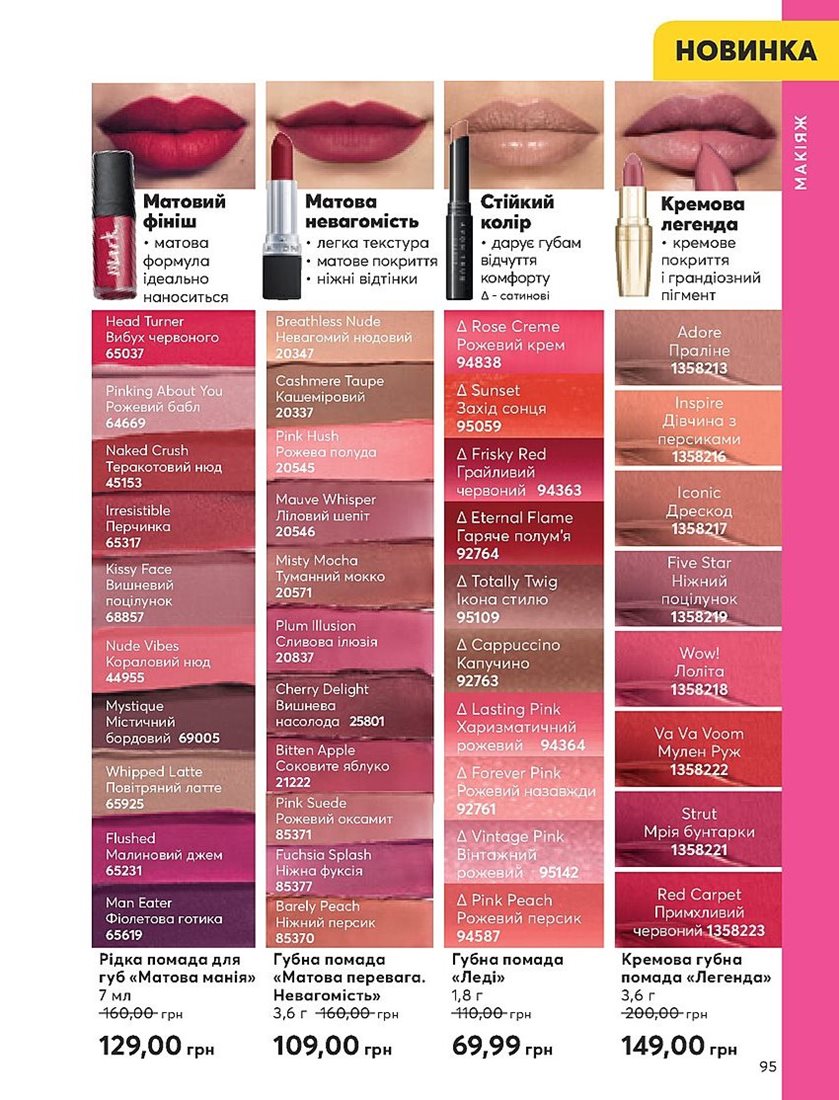 НОВИНКА
МАКІЯЖ
Матовий
фініш
• матова
формула
ідеально
наноситься
mark.
Head Turner
Вибух червоного
65037
Pinking About You
Рожевий бабл
64669
Naked Crush
Теракотовий нюд
45153
Irresistible
Перчинка
65317
Kissy Face
Вишневий
поцілунок
68857
Nude Vibes
Кораловий нюд
44955
Mystique
Містичний
бордовий 69005
Whipped Latte
Повітряний латте
65925
Flushed
Малиновий джем
65231
Man Eater
Фіолетова готика
65619
Рідка помада для
губ «Матова манія»
7 мл
160,00 грн
129,00 грн
Матова
невагомість
• легка текстура
• матове покриття
• ніжні відтінки
AVON
Breathless Nude
Невагомий нюдовий
20347
Cashmere Taupe
Кашеміровий
20337
Pink Hush
Рожева полуда
20545
Mauve Whisper
Ліловий шепіт
20546
Misty Mocha
Туманний мокко
20571
Plum Illusion
Сливова ілюзія
20837
Cherry Delight
Вишнева
насолода 25801
Bitten Apple
Соковите яблуко
21222
Pink Suede
Рожевий оксамит
85371
Fuchsia Splash
Ніжна фуксія
85377
Barely Peach
Ніжний персик
85370
Губна помада
«Матова перевага.
Невагомість»
3,6 г 160,00 грн
109,00 грн
Стійкий
колір
• дарує губам
відчуття
комфорту
Δ - сатинові
Δ Rose Creme
Рожевий крем
94838
Δ Sunset
Захід сонця
95059
Δ Frisky Red
Грайливий
червоний 94363
Δ Eternal Flame
Гаряче полум'я
92764
Δ Totally Twig
Ікона стилю
95109
Δ Cappuccino
Капучино
92763
Δ Lasting Pink
Харизматичний
рожевий 94364
Δ Forever Pink
Рожевий назавжди
92761
Δ Vintage Pink
Вінтажний
рожевий 95142
Δ Pink Peach
Рожевий персик
94587
Губна помада
«Леді»
1,8 г
110,00 грн
69,99 грн
Кремова
легенда
• кремове
покриття
і грандіозний
пігмент
Adore
Праліне
1358213
Inspire
Дівчина з
персиками
1358216
Iconic
Дрескод
1358217
Five Star
Ніжний
поцілунок
1358219
Wow!
Лоліта
1358218
Va Va Voom
Мулен Руж
1358222
Strut
Мрія бунтарки
1358221
Red Carpet
Примхливий
червоний 1358223
Кремова губна
помада «Легенда»
3,6 г
200,00 грн
149,00 грн
95